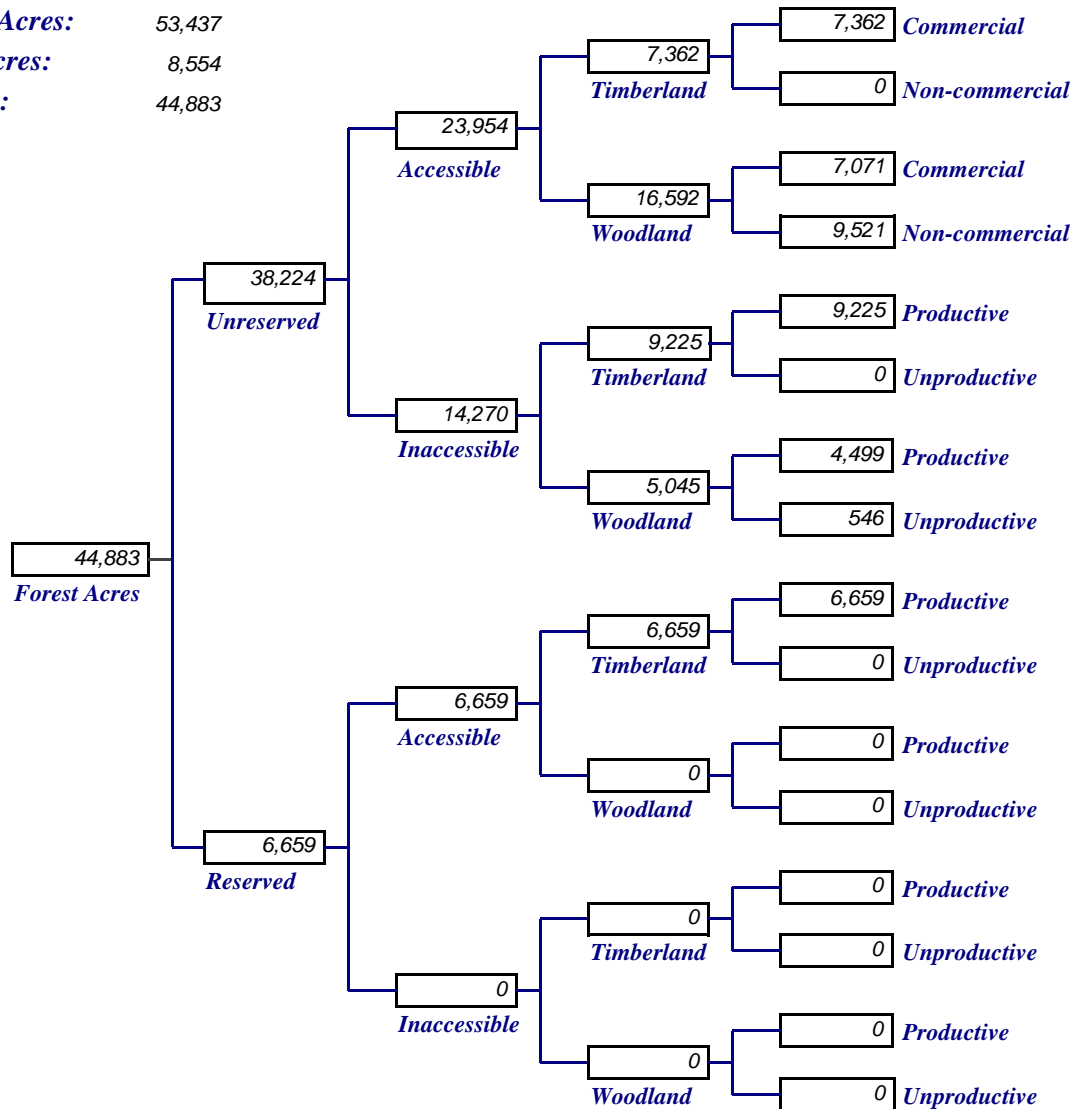 Acres: 53,437
cres: 8,554
: 44,883
7,362 Commercial
7,362
Timberland
0 Non-commercial
23,954
Accessible
7,071 Commercial
16,592
Woodland
9,521 Non-commercial
38,224
Unreserved
9,225 Productive
9,225
Timberland
0 Unproductive
14,270
Inaccessible
4,499 Productive
5,045
Woodland
546 Unproductive
44,883
Forest Acres
6,659 Productive
6,659
Timberland
0 Unproductive
6,659
Accessible
0 Productive
0
Woodland
0 Unproductive
6,659
Reserved
0 Productive
0
Timberland
0 Unproductive
0
Inaccessible
0 Productive
0
Woodland
0 Unproductive